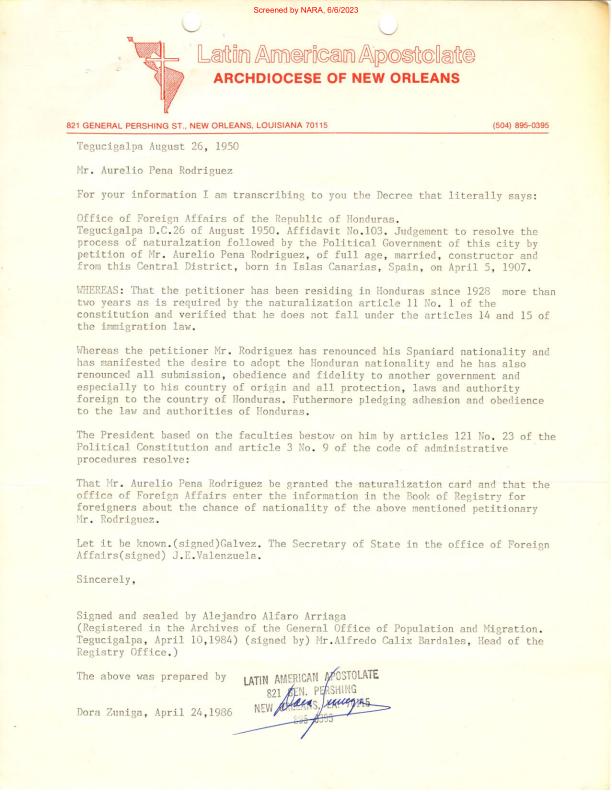 Screened by NARA, 6/6/2023
Latin American Apostolate
ARCHDIOCESE OF NEW ORLEANS
821 GENERAL PERSHING ST., NEW ORLEANS, LOUISIANA 70115 (504) 895-0395
Tegucigalpa August 26, 1950
Mr. Aurelio Pena Rodriguez
For your information I am transcribing to you the Decree that literally says:
Office of Foreign Affairs of the Republic of Honduras.
Tegucigalpa D.C.26 of August 1950. Affidavit No.103. Judgement to resolve the
process of naturalzation followed by the Political Government of this city by
petition of Mr. Aurelio Pena Rodriguez, of full age, married, constructor and
from this Central District, born in Islas Canarias, Spain, on April 5, 1907.
WHEREAS: That the petitioner has been residing in Honduras since 1928 more than
two years as is required by the naturalization article 11 No. 1 of the
constitution and verified that he does not fall under the articles 14 and 15 of
the immigration law.
Whereas the petitioner Mr. Rodriguez has renounced his Spaniard nationality and
has manifested the desire to adopt the Honduran nationality and he has also
renounced all submission, obedience and fidelity to another government and
especially to his country of origin and all protection, laws and authority
foreign to the country of Honduras. Futhermore pledging adhesion and obedience
to the law and authorities of Honduras.
The President based on the faculties bestow on him by articles 121 No. 23 of the
Political Constitution and article 3 No. 9 of the code of administrative
procedures resolve:
That Mr. Aurelio Pena Rodriguez be granted the naturalization card and that the
office of Foreign Affairs enter the information in the Book of Registry for
foreigners about the chance of nationality of the above mentioned petitionary
Mr. Rodriguez.
Let it be known.(signed)Galvez. The Secretary of State in the office of Foreign
Affairs(signed) J.E.Valenzuela.
Sincerely,
Signed and sealed by Alejandro Alfaro Arriaga
(Registered in the Archives of the General Office of Population and Migration.
Tegucigalpa, April 10,1984) (signed by) Mr.Alfredo Calix Bardales, Head of the
Registry Office.)
The above was prepared by
LATIN AMERICAN APOSTOLATE
821 GEN. PERSHING
NEW ORLEANS, LA.
895-0395
Dora Zuniga, April 24,1986